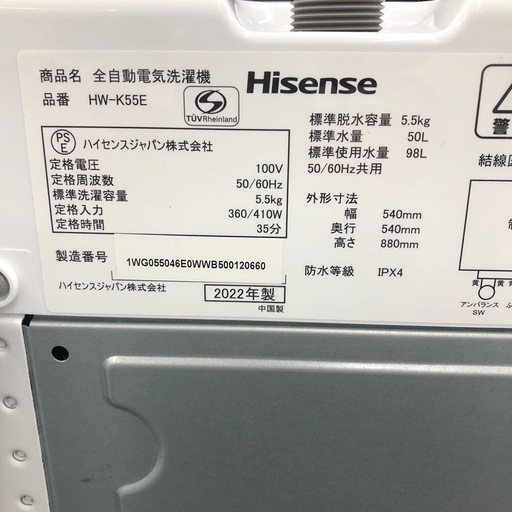 商品名 全自動電気洗濯機
品番 HW-K55E
TÜVRheinland
Hisense
PS
E
ハイセンスジャパン株式会社
定格電圧 100V
定格周波数 50/60Hz
標準洗濯容量 5.5kg
定格入力 360/410W
定格時間 35分
製造番号 1WG055046E0WWB500120660
ハイセンスジャパン株式会社
2022年製
中国製
標準脱水容量 5.5kg
標準水量 50L
標準使用水量 98L
50/60Hz共用
外形寸法
幅 540mm
奥行 540mm
高さ 880mm
防水等級 IPX4
警
結線図
黄 黄
アンバランス
SW